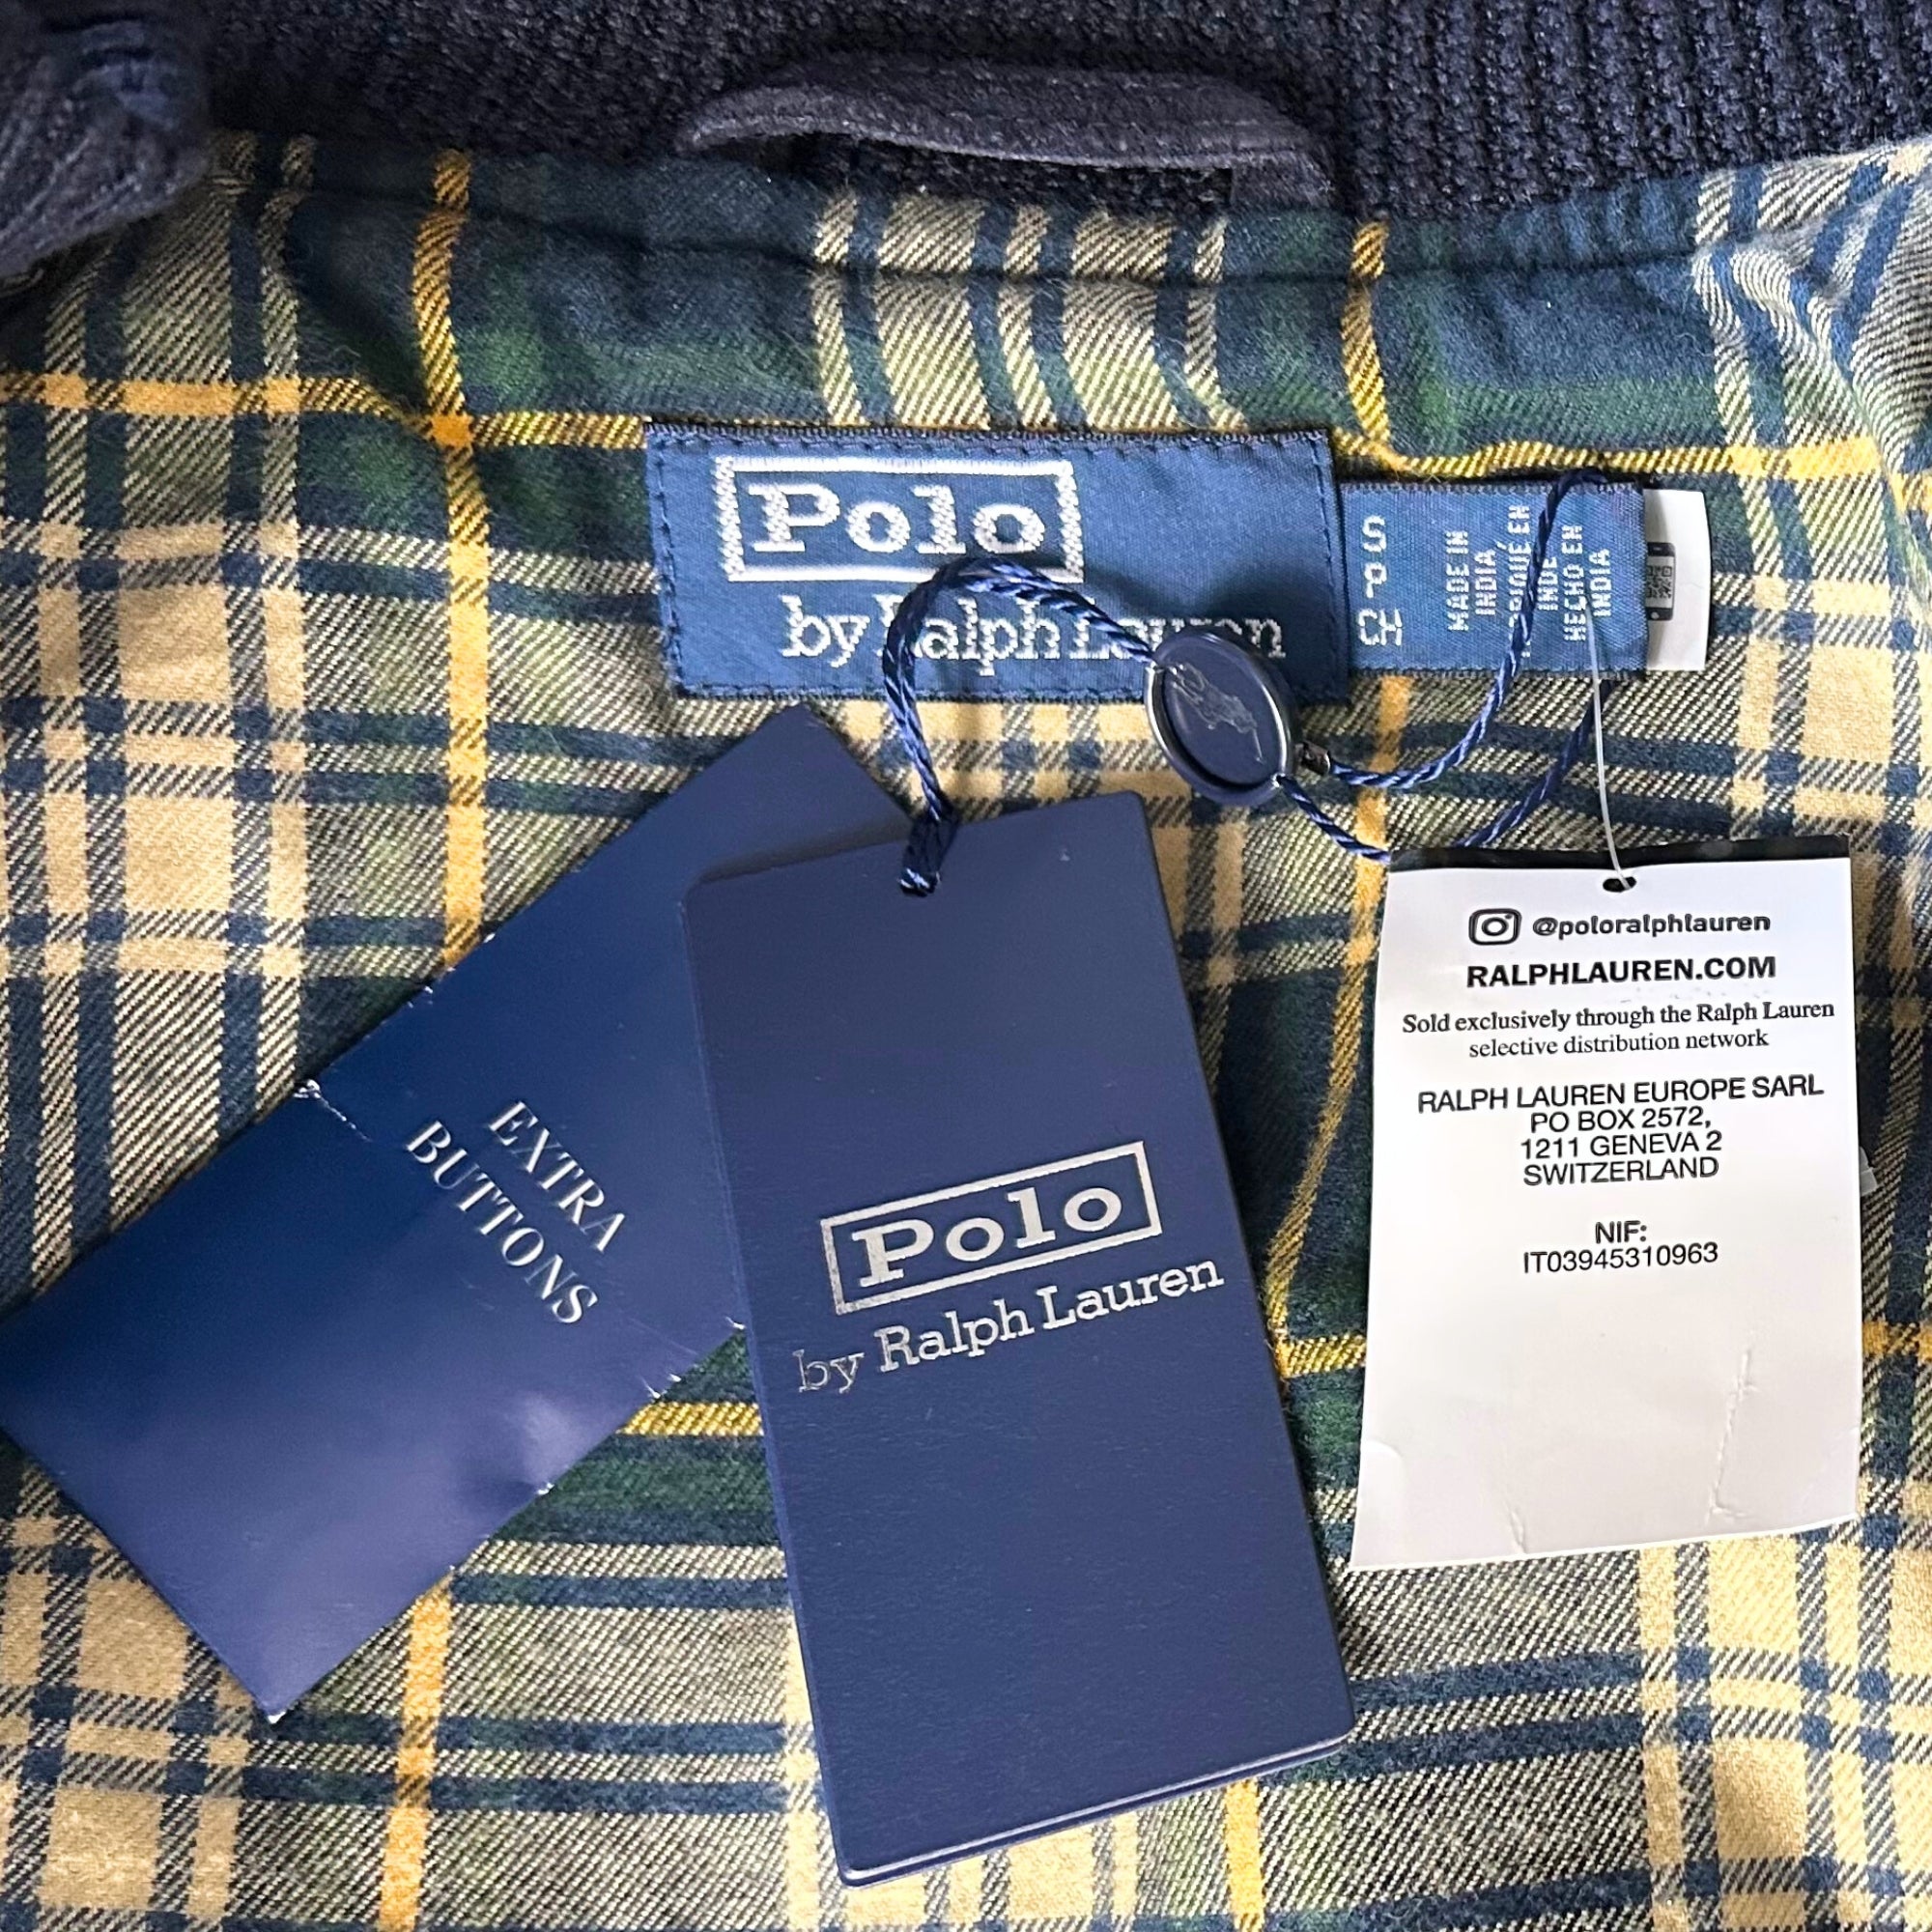 Polo
by Ralph Lauren
S
P
CH
MADE IN
INDIA
EN
INDE
HECHO EN
INDIA
EXTRA
BUTTONS
Polo
by Ralph Lauren
@poloralphlauren
RALPHLAUREN.COM
Sold exclusively through the Ralph Lauren
selective distribution network
RALPH LAUREN EUROPE SARL
PO BOX 2572,
1211 GENEVA 2
SWITZERLAND
NIF:
IT03945310963